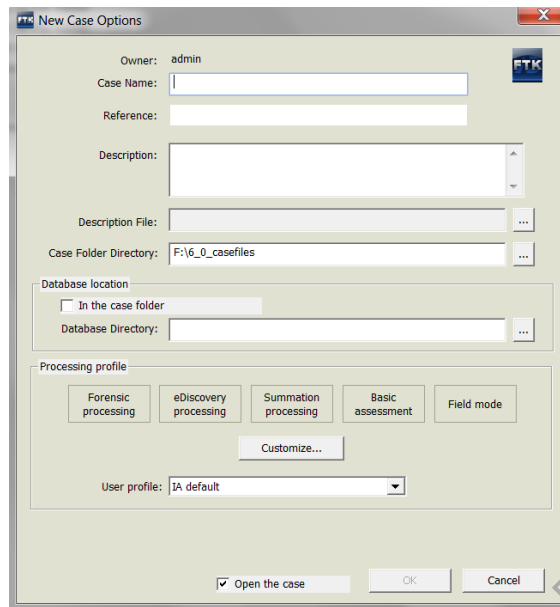 FTK New Case Options
Owner: admin
FTK
Case Name:
Reference:
Description:
Description File:
...
Case Folder Directory: F:\6_0_casefiles
...
Database location
In the case folder
Database Directory:
...
Processing profile
Forensic processing
eDiscovery processing
Summation processing
Basic assessment
Field mode
Customize...
User profile: IA default
Open the case
OK
Cancel